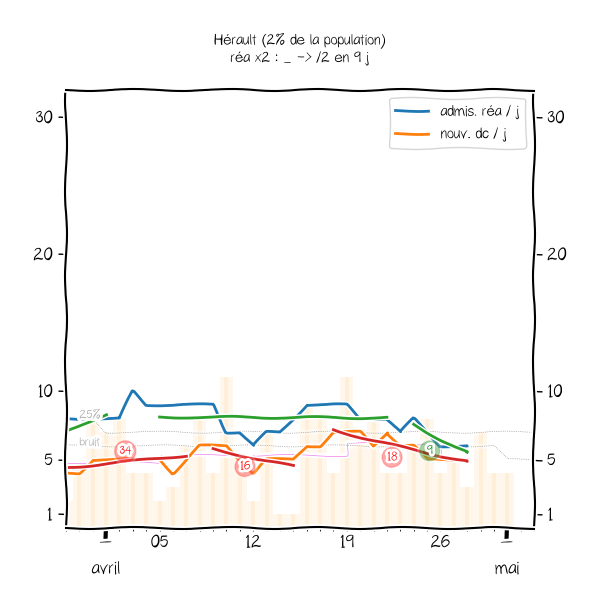 Hérault (2% de la population)
réa x2 : _ -> /2 en 9 j
admis. réa / j
nouv. dc / j
30
30
20
20
10
10
25%
bruit
34
16
18
9
5
5
1
1
05
12
19
26
avril
mai